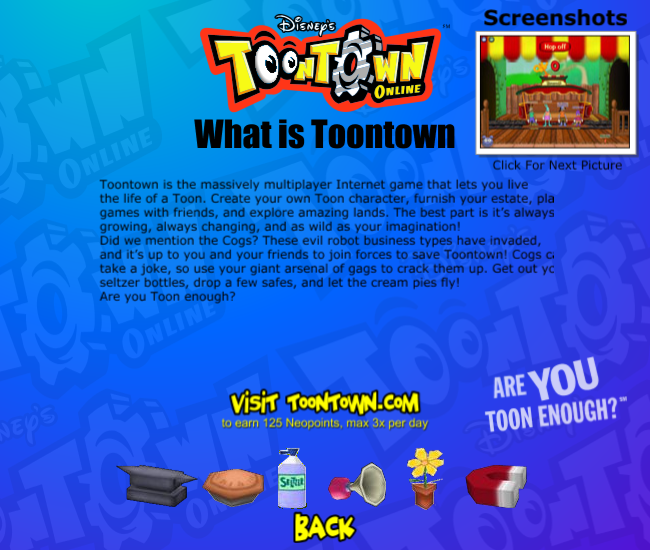 Screenshots
Disney's
TOONTOWN
ONLINE
TM
Hop off
What is Toontown
Click For Next Picture
Toontown is the massively multiplayer Internet game that lets you live
the life of a Toon. Create your own Toon character, furnish your estate, pla
games with friends, and explore amazing lands. The best part is it's always
growing, always changing, and as wild as your imagination!
Did we mention the Cogs? These evil robot business types have invaded,
and it's up to you and your friends to join forces to save Toontown! Cogs ca
take a joke, so use your giant arsenal of gags to crack them up. Get out yo
seltzer bottles, drop a few safes, and let the cream pies fly!
Are you Toon enough?
ARE YOU
TOON ENOUGH?℠
VISIT TOONTOWN.COM
to earn 125 Neopoints, max 3x per day
SELTZER
BACK